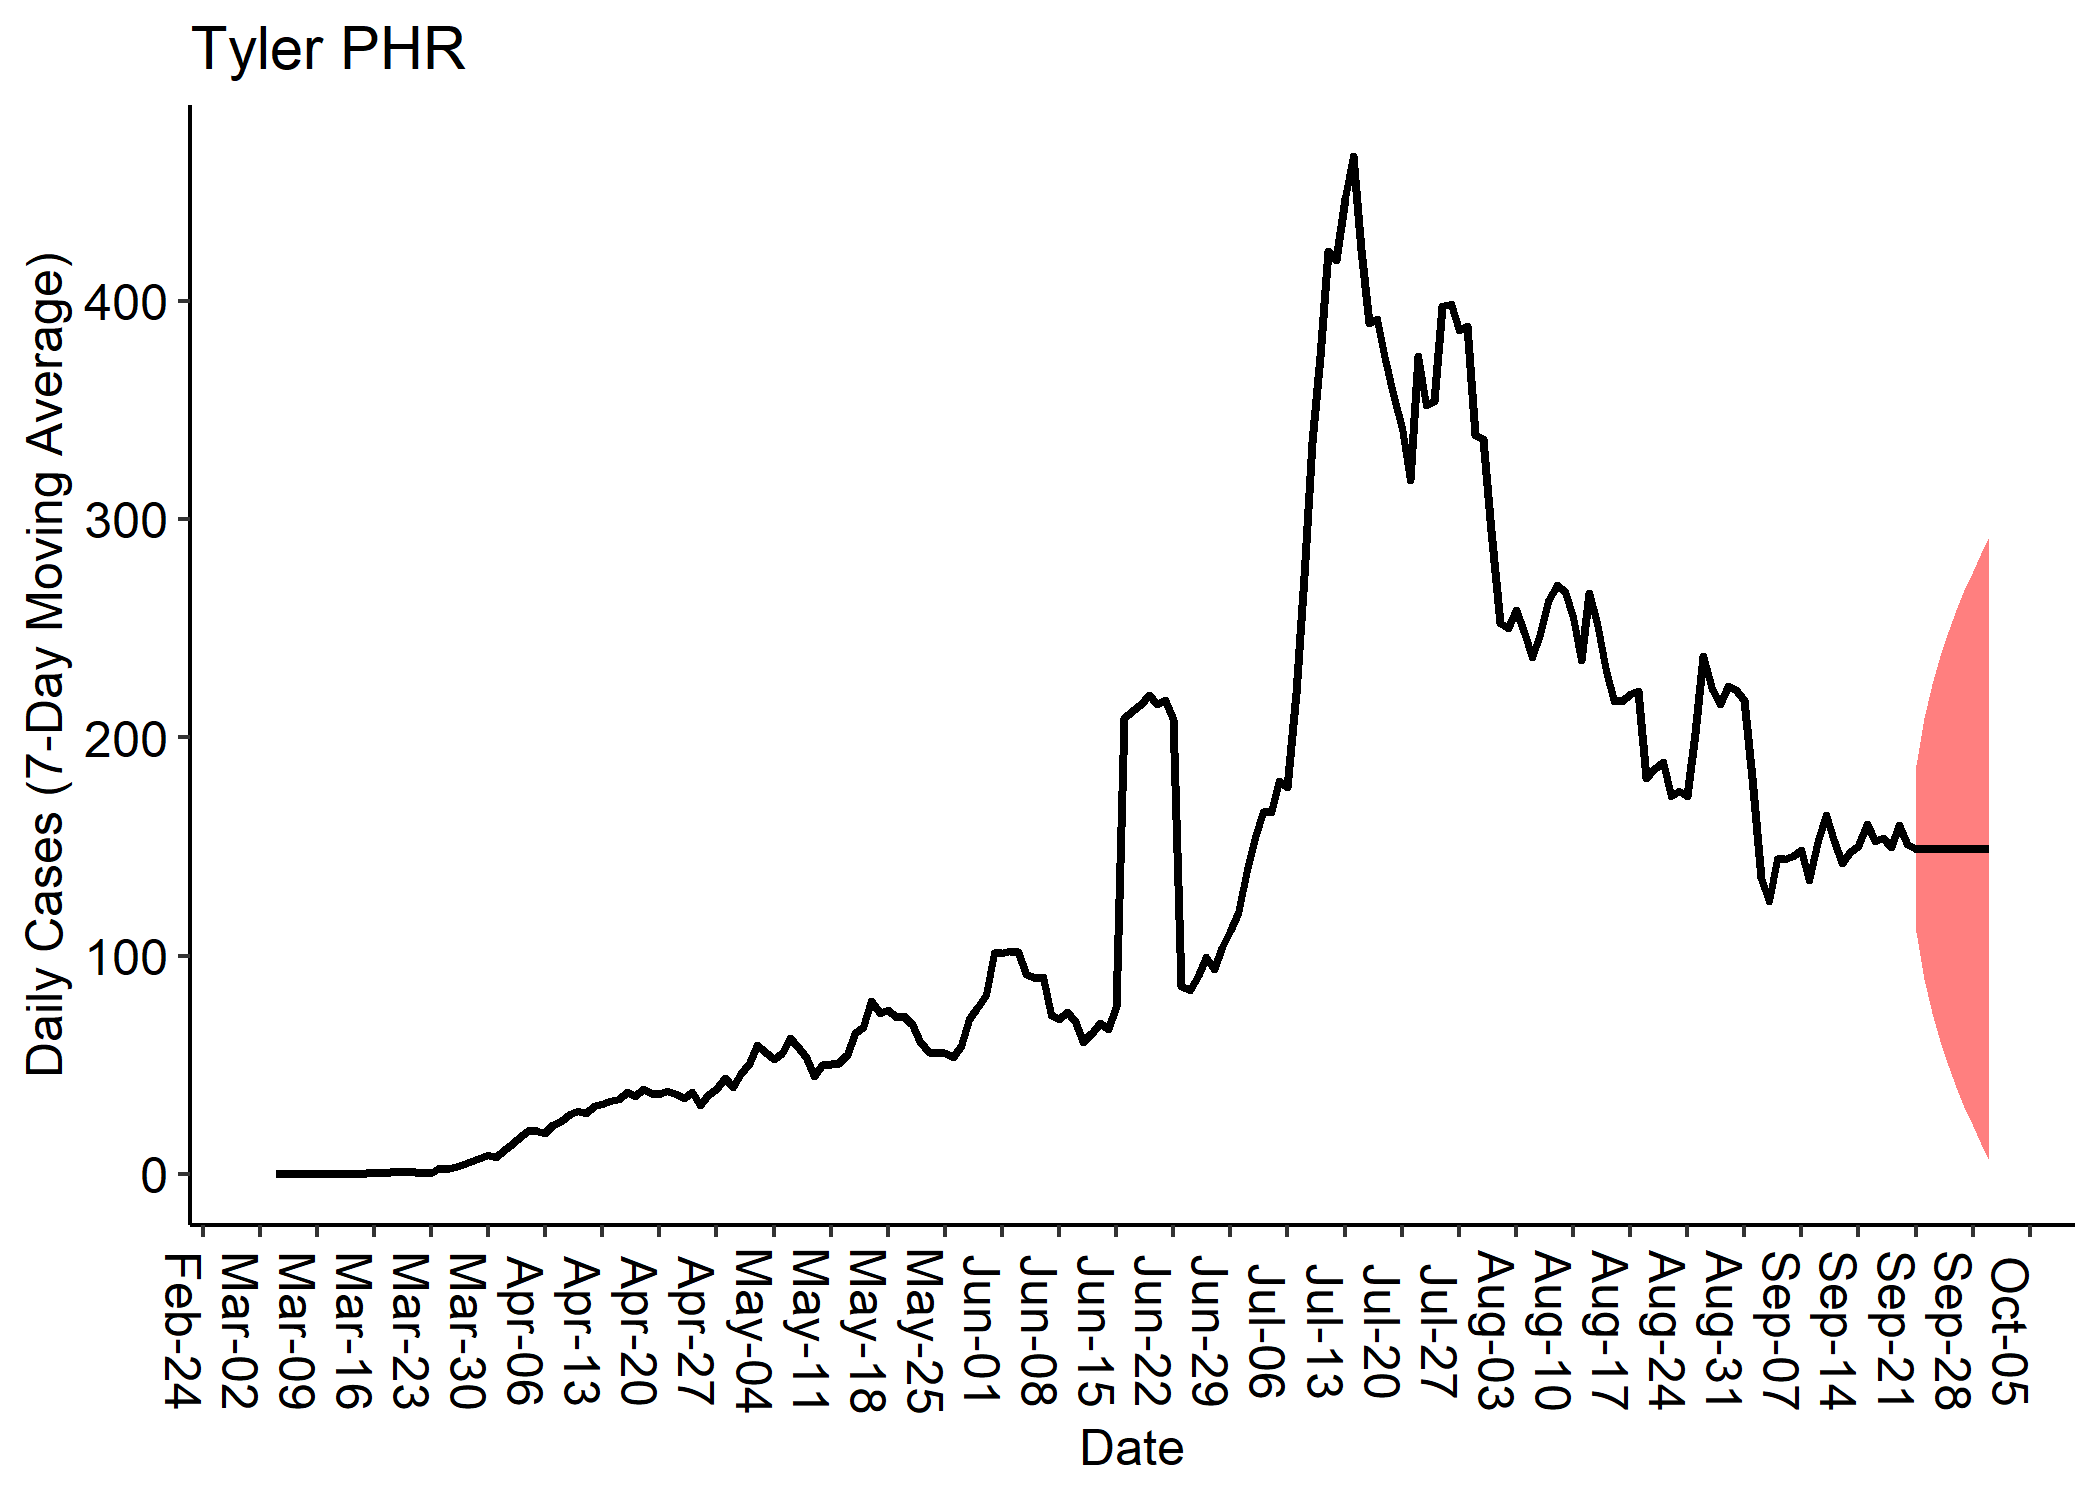 Tyler PHR
Daily Cases (7-Day Moving Average)
400
300
200
100
0
Feb-24
Mar-02
Mar-09
Mar-16
Mar-23
Mar-30
Apr-06
Apr-13
Apr-20
Apr-27
May-04
May-11
May-18
May-25
Jun-01
Jun-08
Jun-15
Jun-22
Jun-29
Jul-06
Jul-13
Jul-20
Jul-27
Aug-03
Aug-10
Aug-17
Aug-24
Aug-31
Sep-07
Sep-14
Sep-21
Sep-28
Oct-05
Date